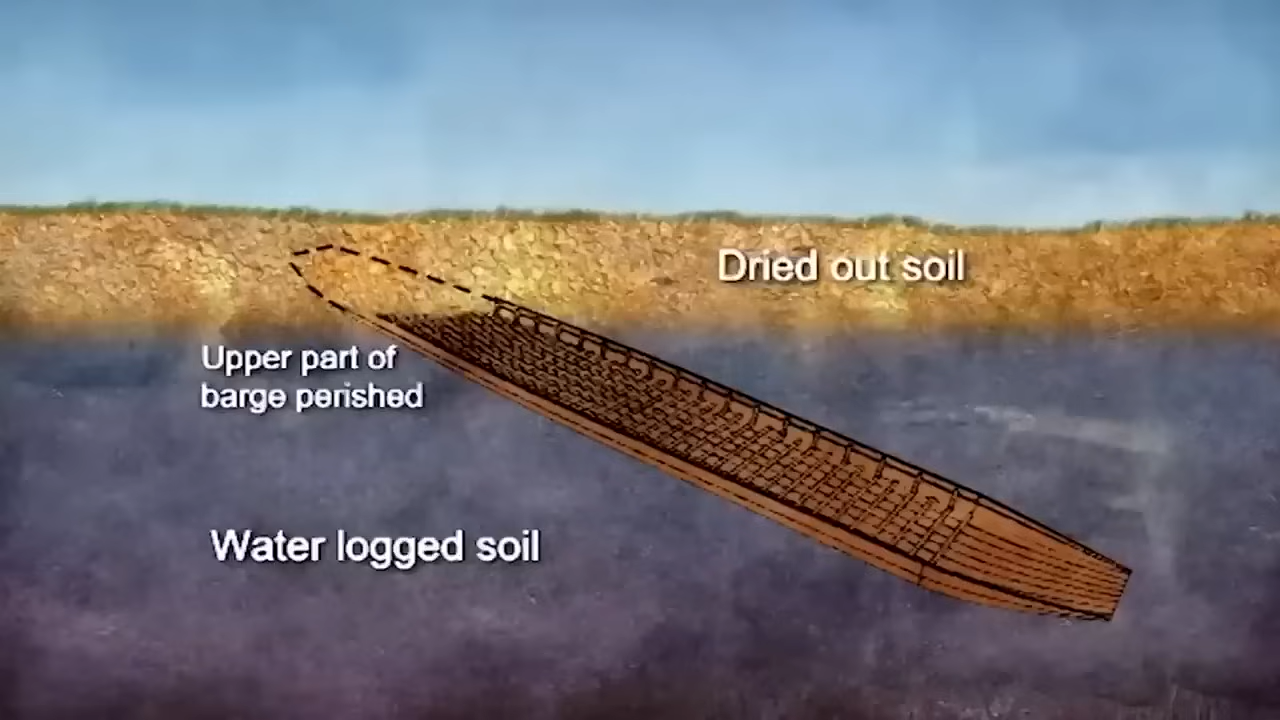 Dried out soil
Upper part of
barge perished
Water logged soil